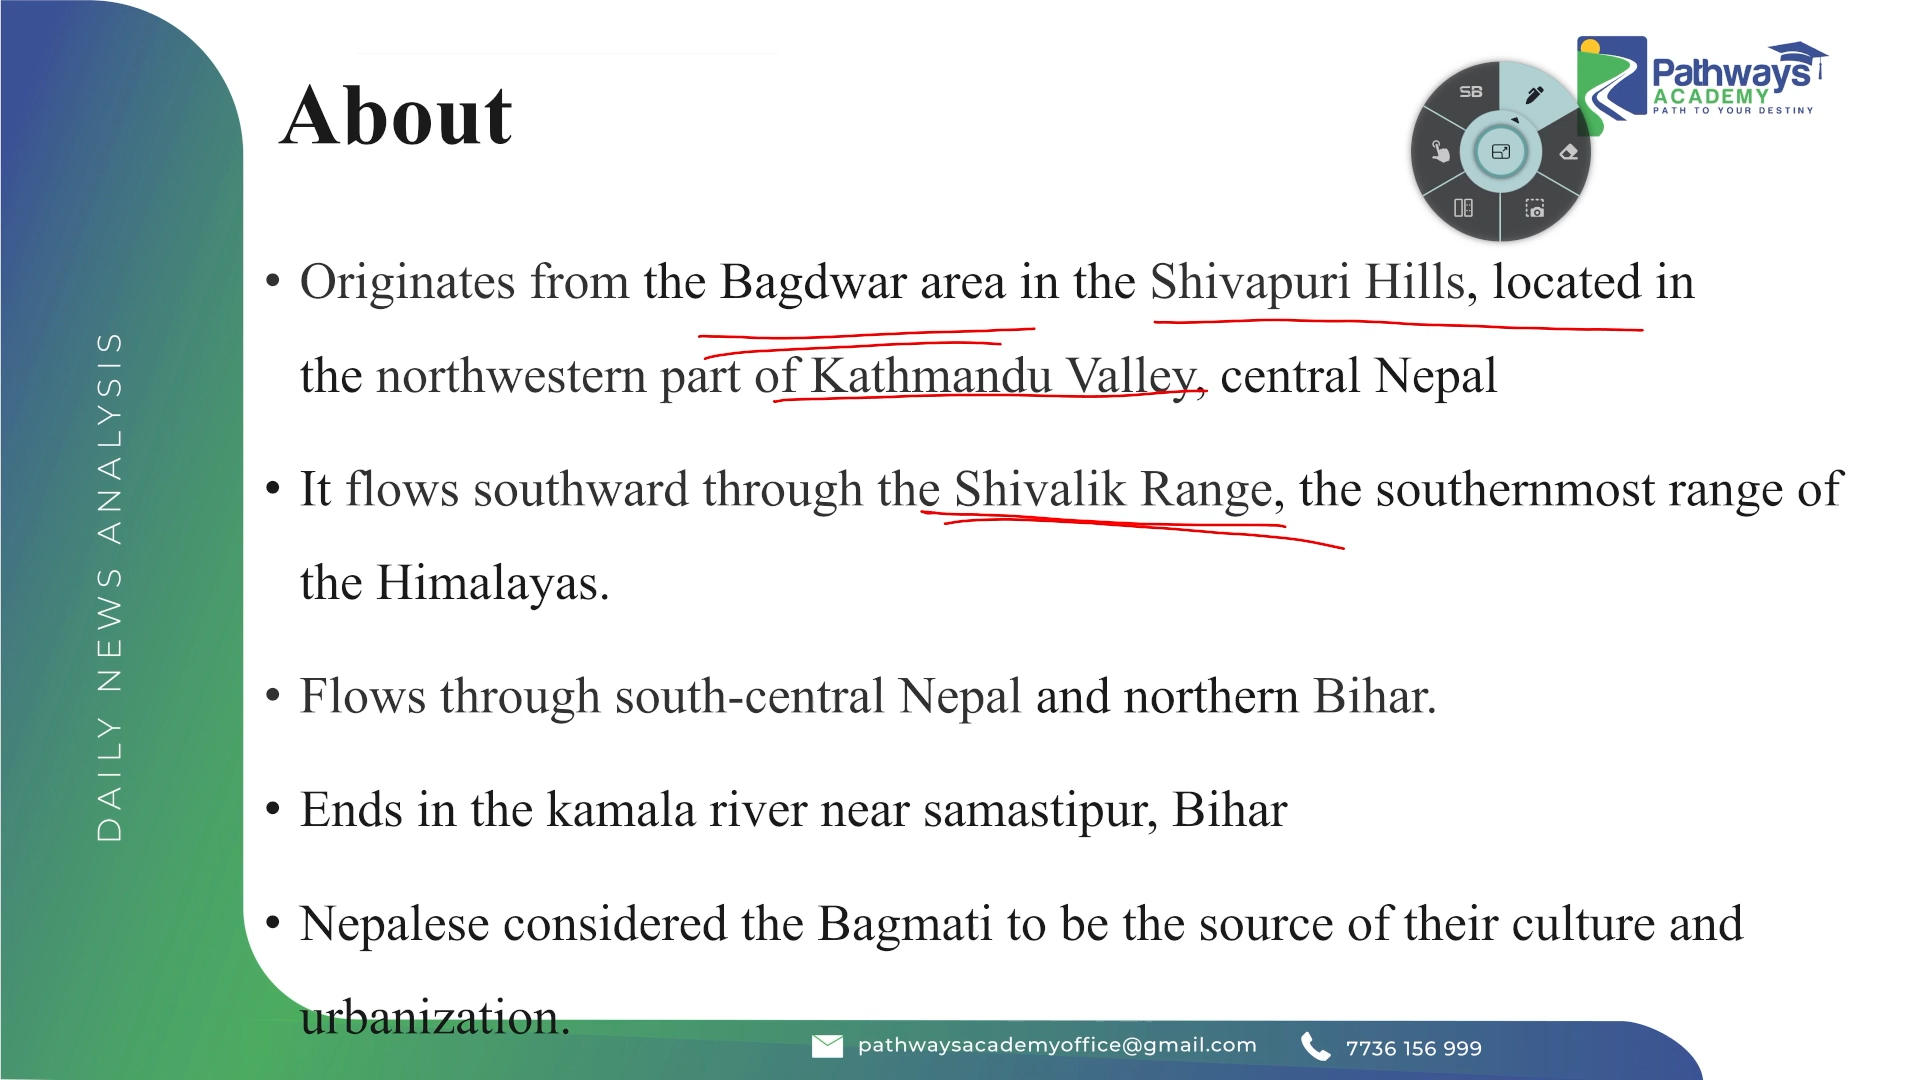 About
SB
Pathways
ACADEMY
PATH TO YOUR DESTINY
• Originates from the Bagdwar area in the Shivapuri Hills, located in
the northwestern part of Kathmandu Valley, central Nepal
• It flows southward through the Shivalik Range, the southernmost range of
the Himalayas.
• Flows through south-central Nepal and northern Bihar.
• Ends in the kamala river near samastipur, Bihar
• Nepalese considered the Bagmati to be the source of their culture and
urbanization.
DAILY NEWS ANALYSIS
pathwaysacademyoffice@gmail.com
7736 156 999